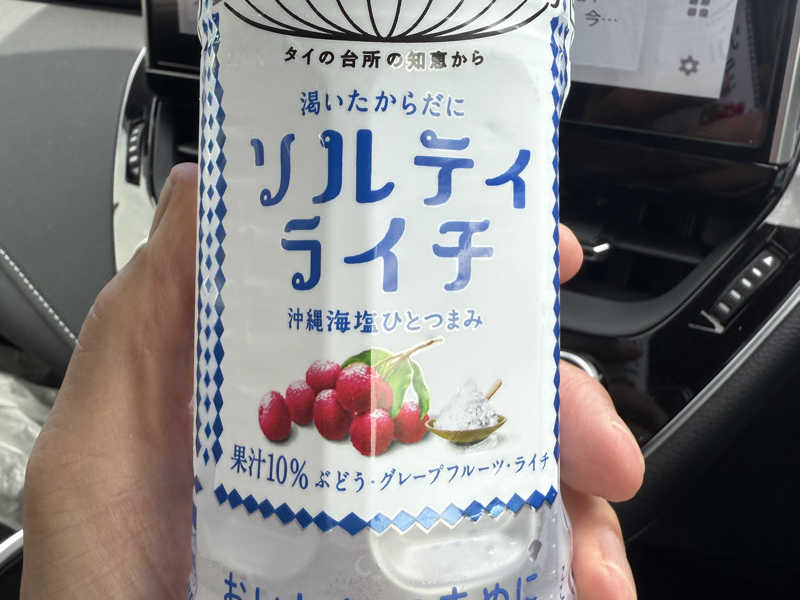 今…
タイの台所の知恵から
渇いたからだに
ソルティ
ライチ
沖縄海塩ひとつまみ
果汁10% ぶどう・グレープフルーツ・ライチ